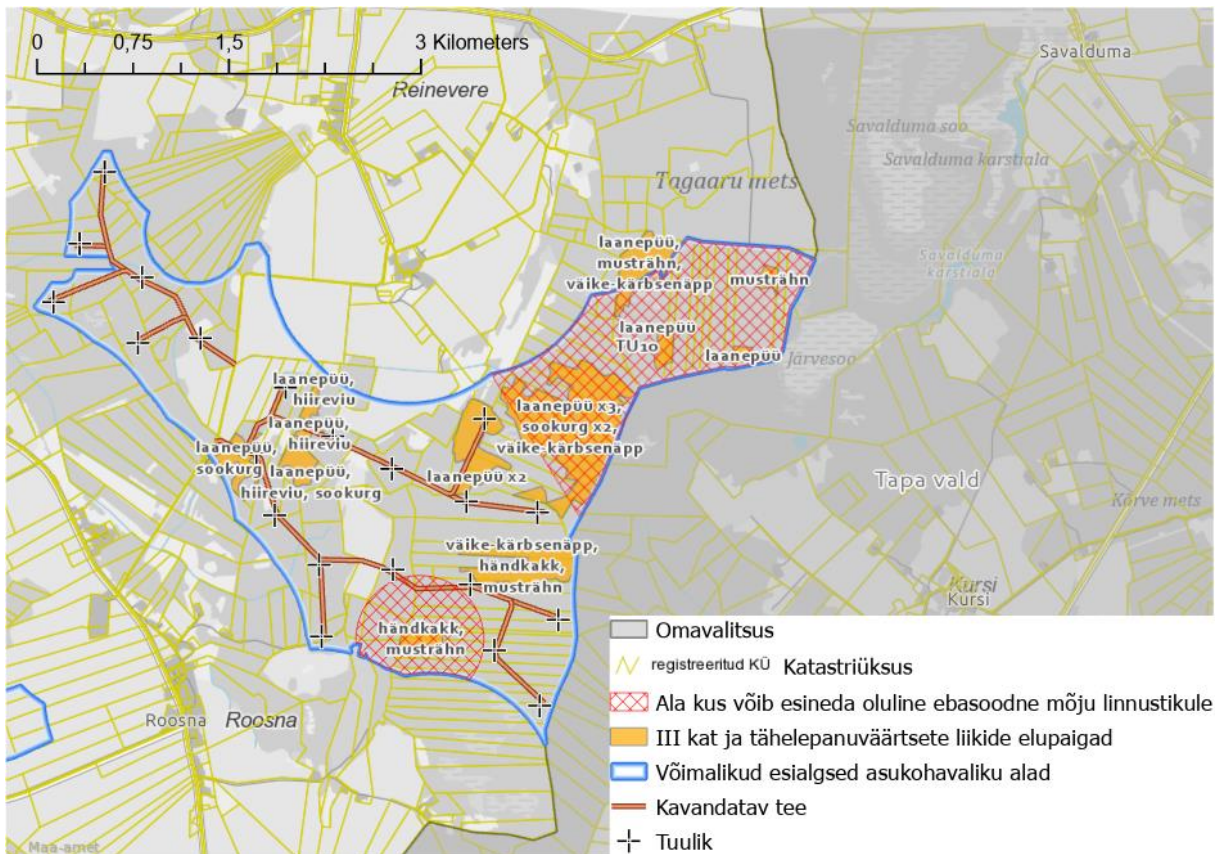 0 0,75 1,5 3 Kilometers
Reinevere
Savalduma
Savalduma soo
Savalduma karstiala
Tagaaru mets
Savalduma
karstiala
laanepüü,
musträhn,
väike-kärbsenäpp
musträhn
laanepüü
TU10
laanepüü
Järvesoo
laanepüü,
hiireviu
laanepüü x3,
sookurg x2,
väike-kärbsenäpp
laanepüü,
hiireviu
laanepüü,
sookurg
laanepüü,
hiireviu, sookurg
laanepüü x2
Tapa vald
Kõrve mets
väike-kärbsenäpp,
händkakk,
musträhn
Kursi
Kursi
händkakk,
musträhn
Roosna
Roosna
Maa-amet
Omavalitsus
registreeritud KÜ Katastriüksus
Ala kus võib esineda oluline ebasoodne mõju linnustikule
III kat ja tähelepanuväärtsete liikide elupaigad
Võimalikud esialgsed asukohavaliku alad
Kavandatav tee
Tuulik